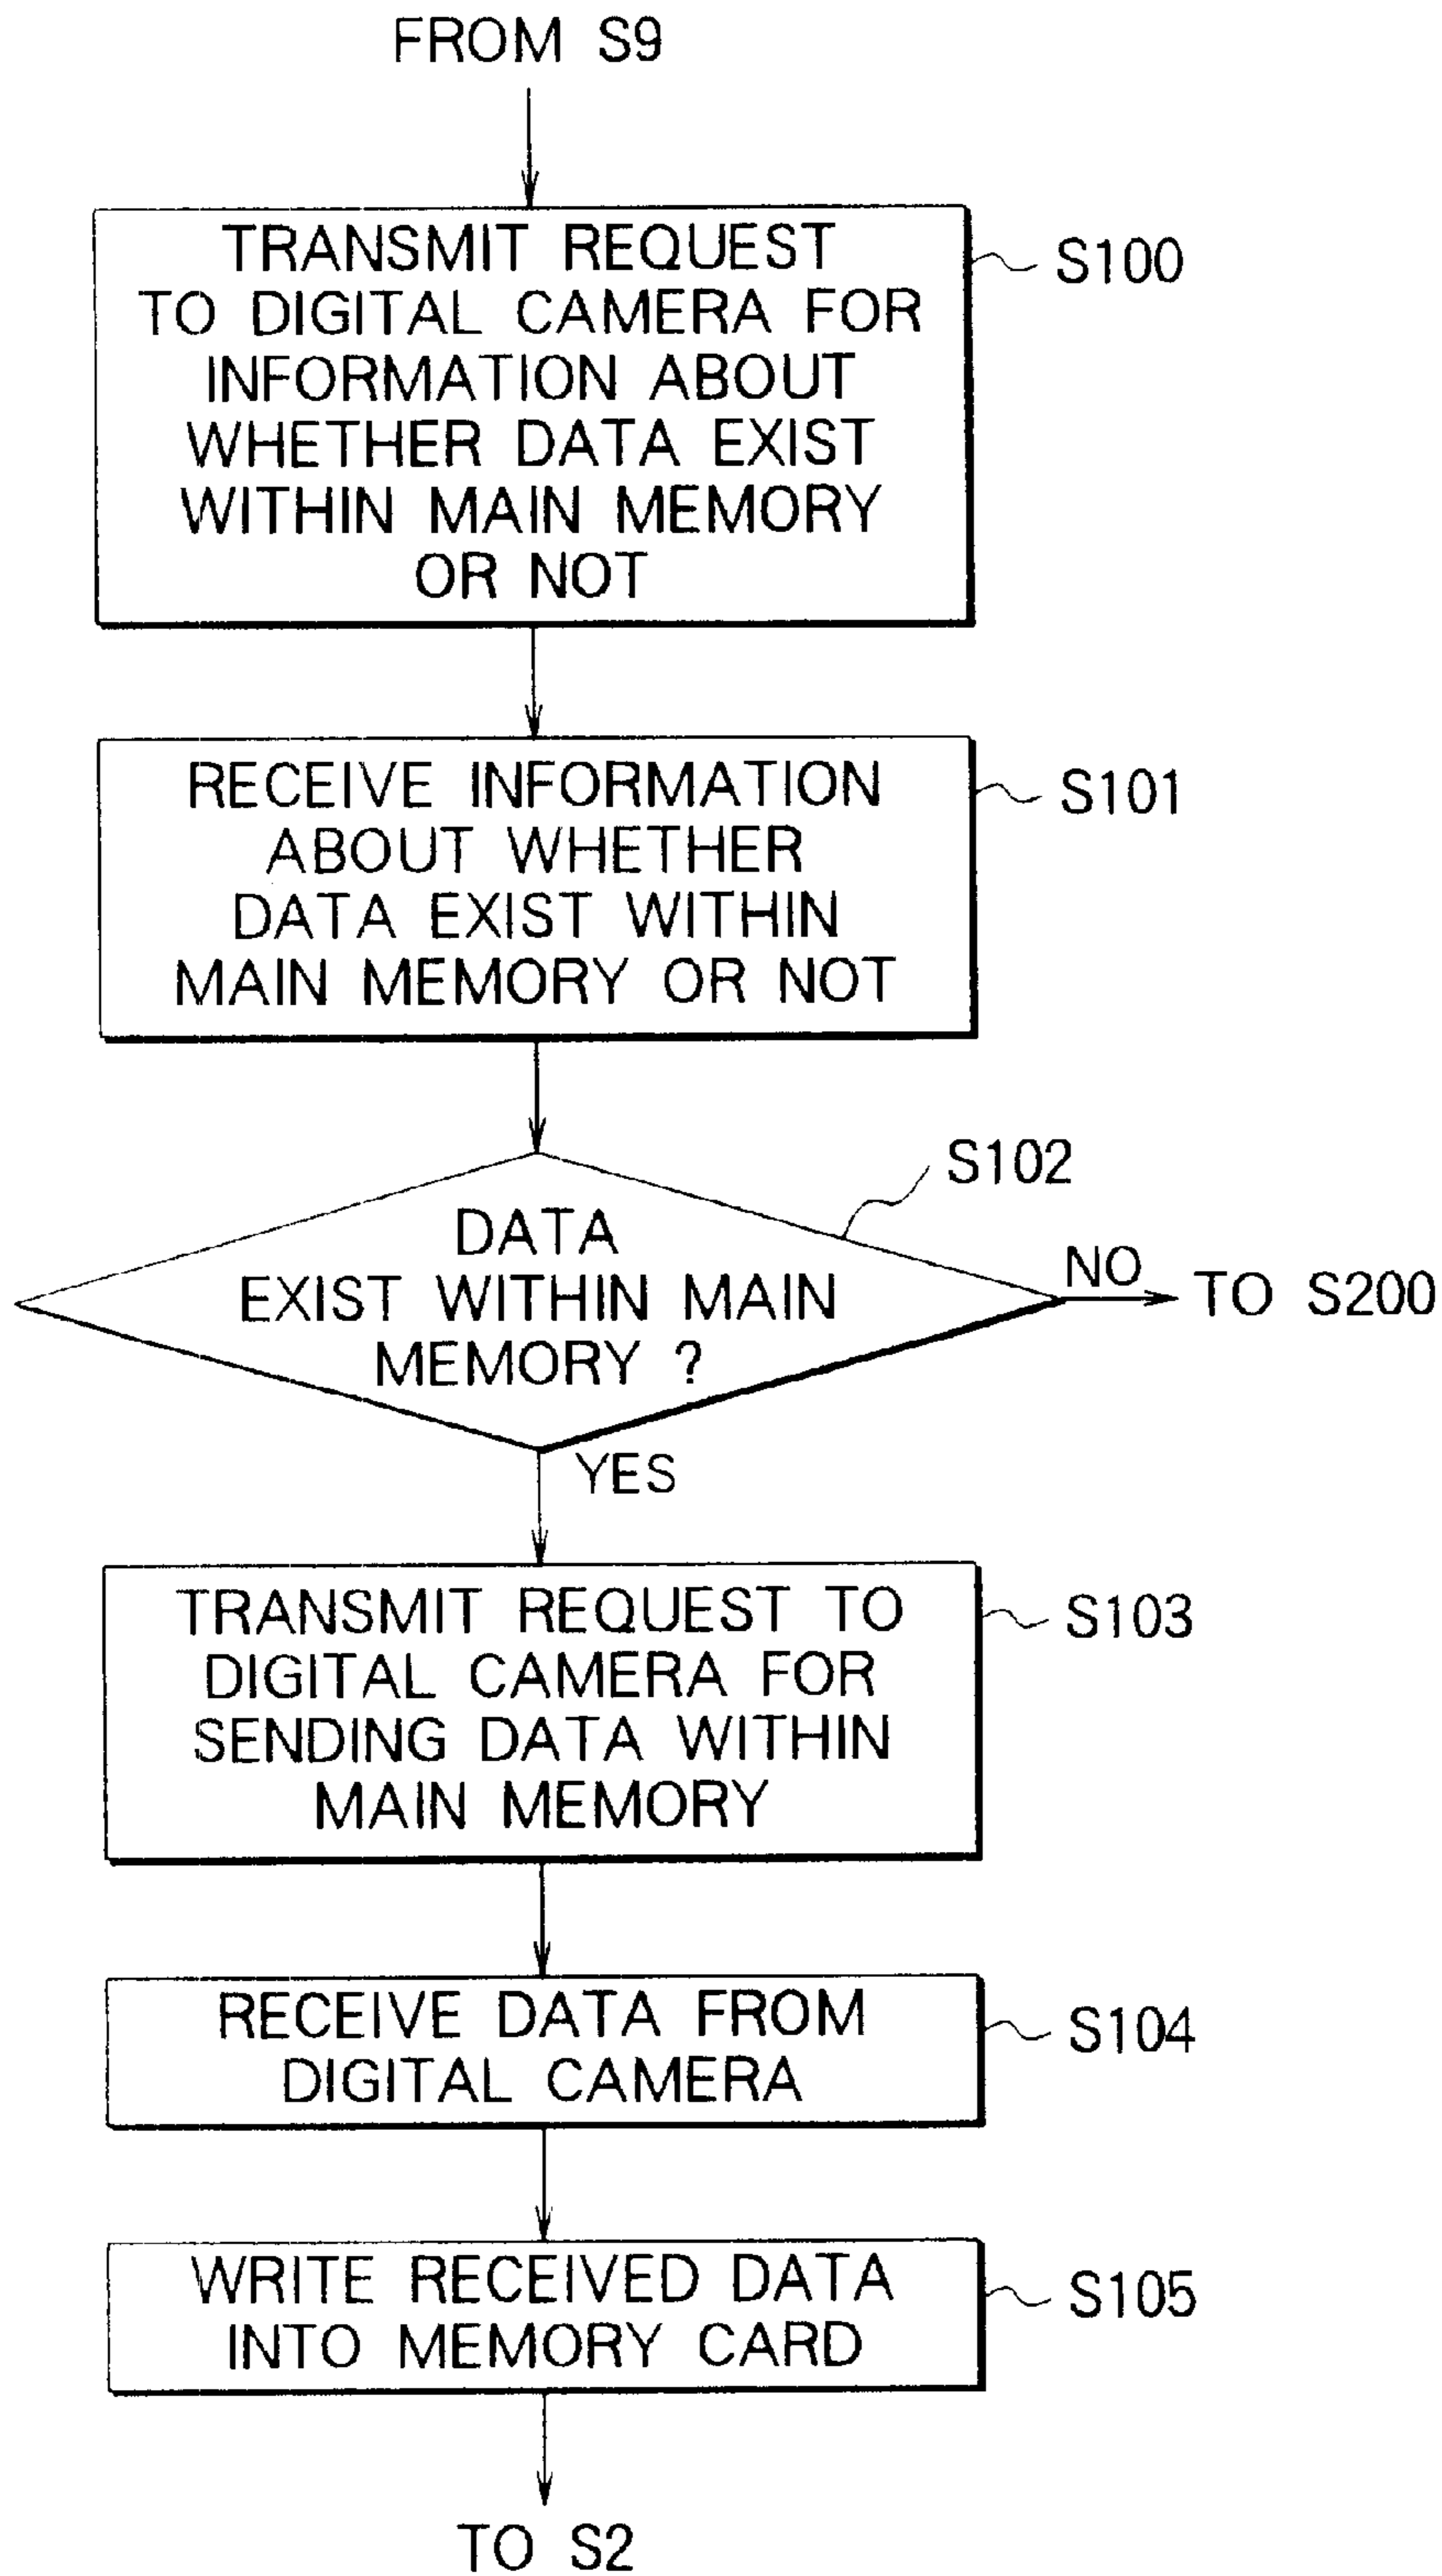 FROM S9
TRANSMIT REQUEST
TO DIGITAL CAMERA FOR
INFORMATION ABOUT
WHETHER DATA EXIST
WITHIN MAIN MEMORY
OR NOT
S100
RECEIVE INFORMATION
ABOUT WHETHER
DATA EXIST WITHIN
MAIN MEMORY OR NOT
S101
S102
DATA
EXIST WITHIN MAIN
MEMORY ?
NO
TO S200
YES
TRANSMIT REQUEST TO
DIGITAL CAMERA FOR
SENDING DATA WITHIN
MAIN MEMORY
S103
RECEIVE DATA FROM
DIGITAL CAMERA
S104
WRITE RECEIVED DATA
INTO MEMORY CARD
S105
TO S2